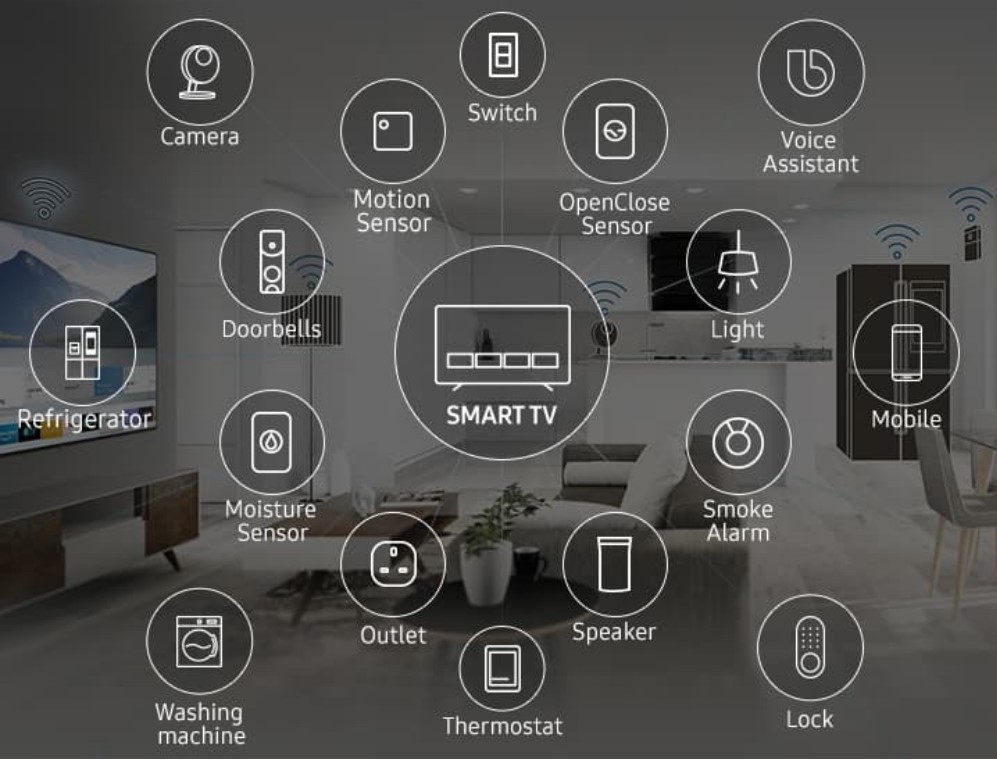 Camera
Switch
Voice
Assistant
Motion
Sensor
OpenClose
Sensor
Doorbells
Light
Refrigerator
SMART TV
Mobile
Moisture
Sensor
Smoke
Alarm
Outlet
Speaker
Washing
machine
Thermostat
Lock